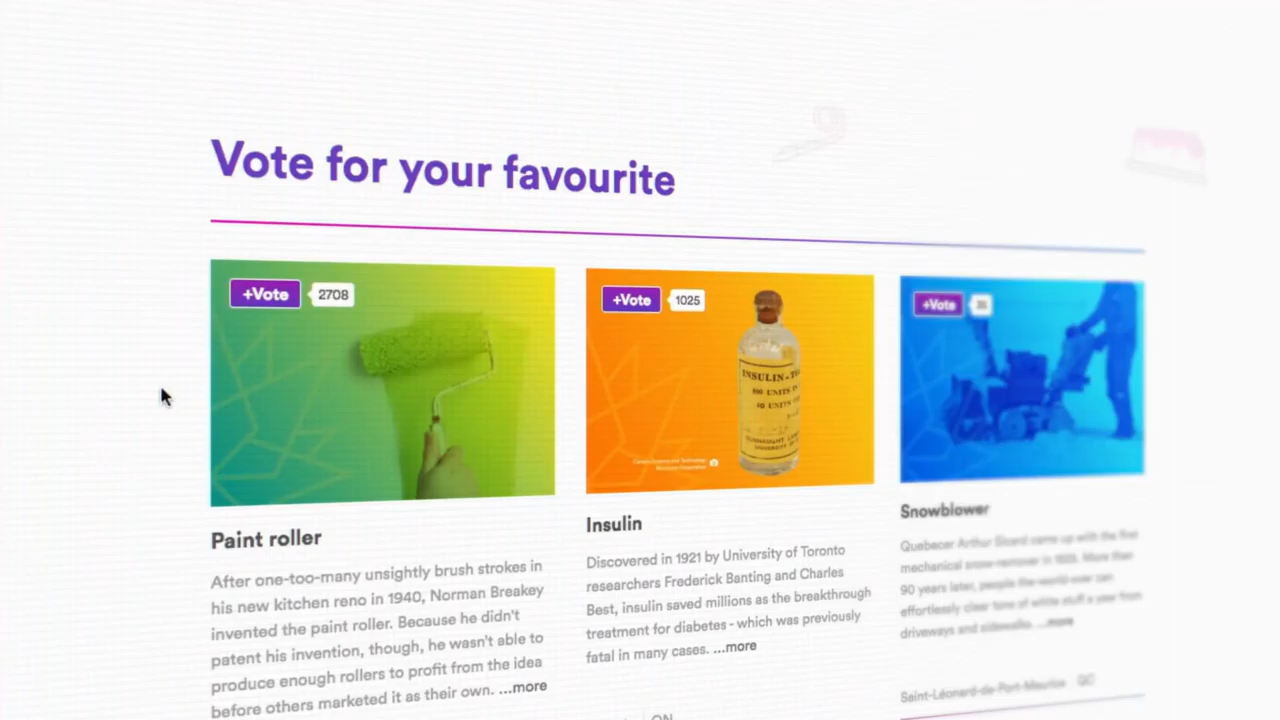 Vote for your favourite
+Vote 2708
+Vote 1025
+Vote
INSULIN-TO
UNITS IN
UNITS
Paint roller
After one-too-many unsightly brush strokes in
his new kitchen reno in 1940, Norman Breakey
invented the paint roller. Because he didn't
patent his invention, though, he wasn't able to
produce enough rollers to profit from the idea
before others marketed it as their own. ...more
Insulin
Discovered in 1921 by University of Toronto
researchers Frederick Banting and Charles
Best, insulin saved millions as the breakthrough
treatment for diabetes - which was previously
fatal in many cases. ...more
ON
Snowblower
Quebecer Arthur Sicard came up with the first
mechanical snow-remover in More than
90 years later, people the world over can
effortlessly clear tons of white stuff a year from
driveways and sidewalks. ...more
Saint-Léonard-de-Port-Maurice QC